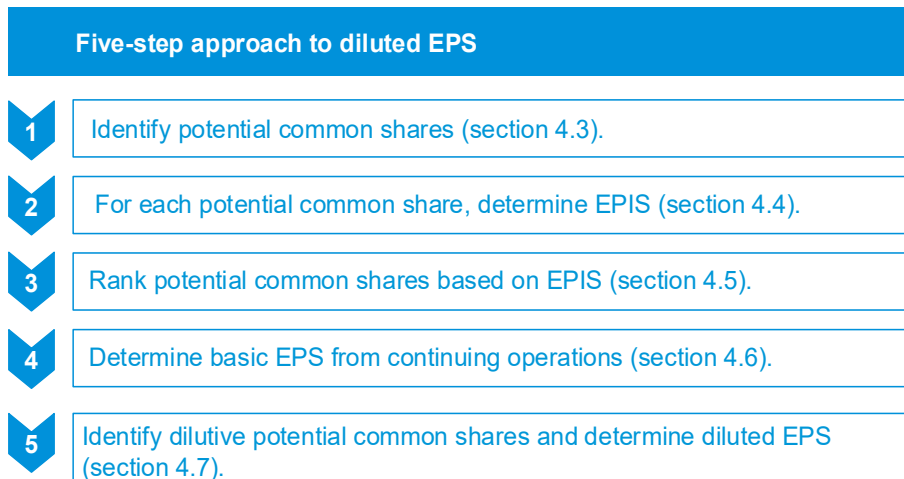 Five-step approach to diluted EPS
1
Identify potential common shares (section 4.3).
2
For each potential common share, determine EPIS (section 4.4).
3
Rank potential common shares based on EPIS (section 4.5).
4
Determine basic EPS from continuing operations (section 4.6).
5
Identify dilutive potential common shares and determine diluted EPS
(section 4.7).